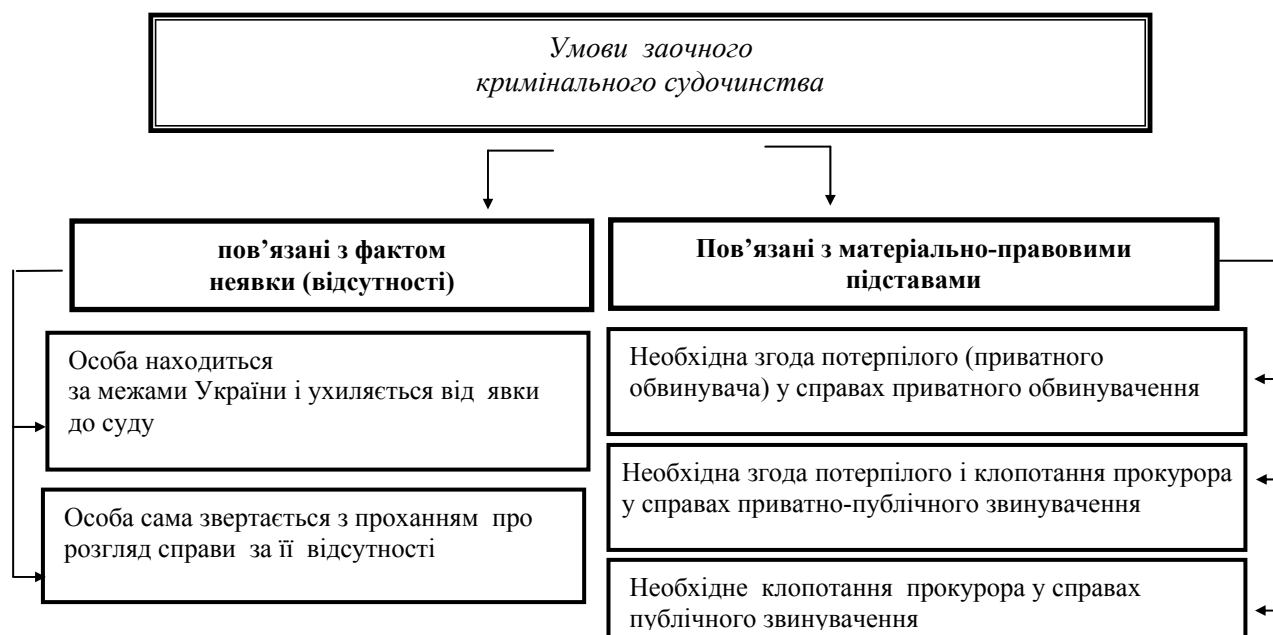 Умови заочного
кримінального судочинства
пов’язані з фактом
неявки (відсутності)
Особа находиться
за межами України і ухиляється від явки
до суду
Особа сама звертається з проханням про
розгляд справи за її відсутності
Пов’язані з матеріально-правовими
підставами
Необхідна згода потерпілого (приватного
обвинувача) у справах приватного обвинувачення
Необхідна згода потерпілого і клопотання прокурора
у справах приватно-публічного звинувачення
Необхідне клопотання прокурора у справах
публічного звинувачення